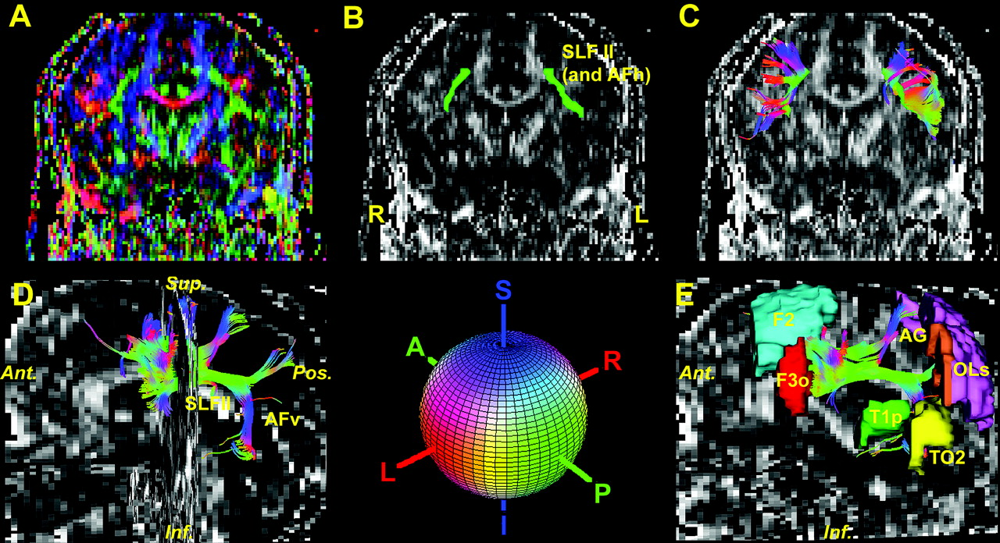 A
B
C
SLF II
(and AFh)
R
L
D
Sup.
Ant.
Pos.
SLFII
AFv
Inf.
S
A
R
L
P
I
E
F2
AG
Ant.
F3o
OLs
T1p
TO2
Inf..